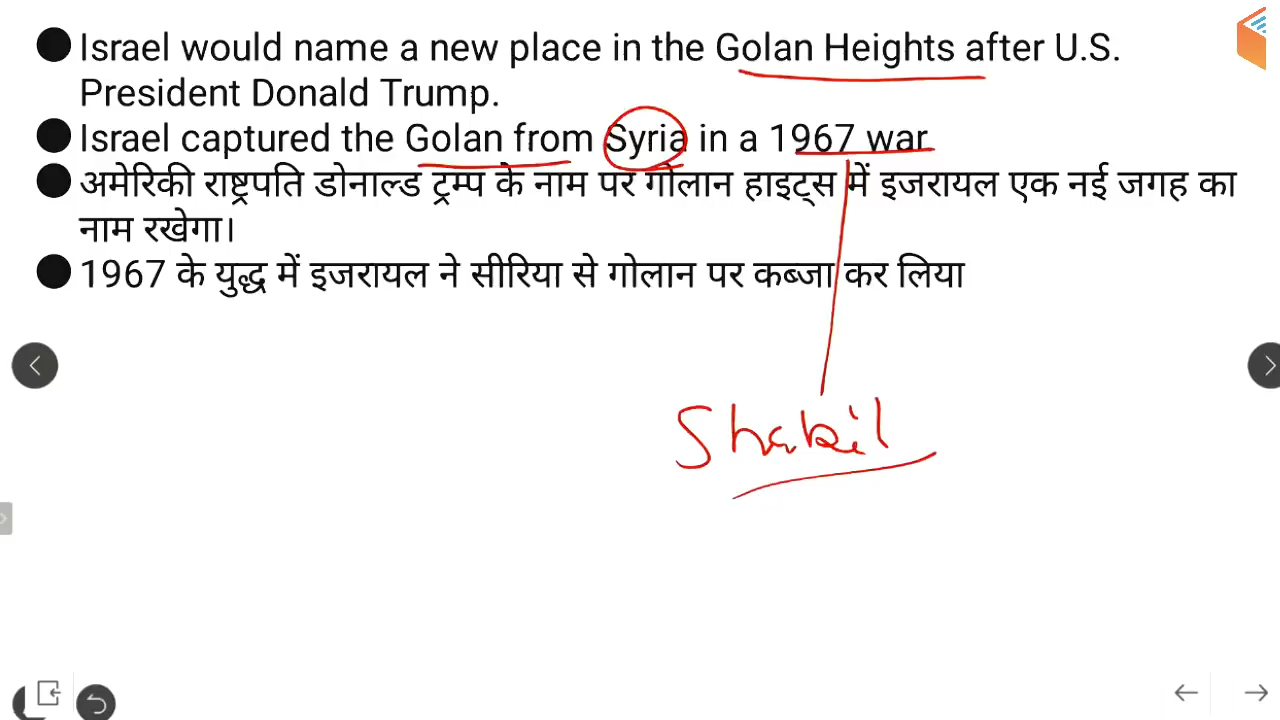 Israel would name a new place in the Golan Heights after U.S.
President Donald Trump.
Israel captured the Golan from Syria in a 1967 war
अमेरिकी राष्ट्रपति डोनाल्ड ट्रम्प के नाम पर गोलान हाइट्स में इजरायल एक नई जगह का
नाम रखेगा।
1967 के युद्ध में इजरायल ने सीरिया से गोलान पर कब्जा कर लिया
Shakil